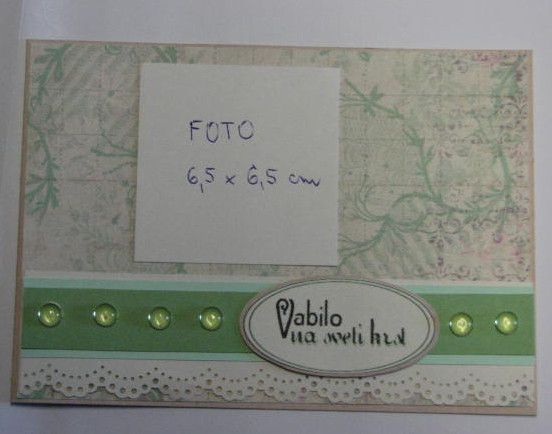 FOTO
6,5 x 6,5 cm
Vabilo
na sveti krst